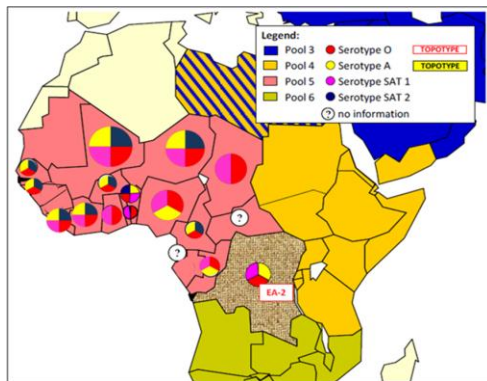 Legend:
Pool 3
Serotype O
TOPOTYPE
Pool 4
Serotype A
TOPOTYPE
Pool 5
Serotype SAT 1
Pool 6
Serotype SAT 2
? no information
?
?
EA-2